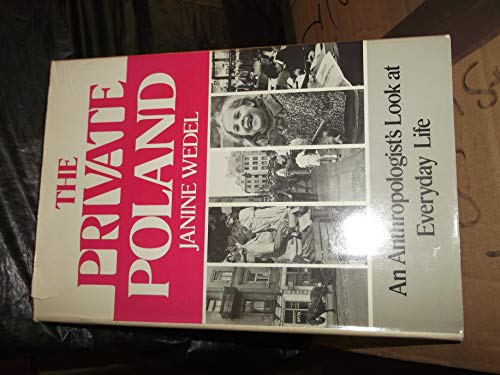 THE
PRIVATE
POLAND
JANINE WEDEL
An Anthropologist's Look at
Everyday Life